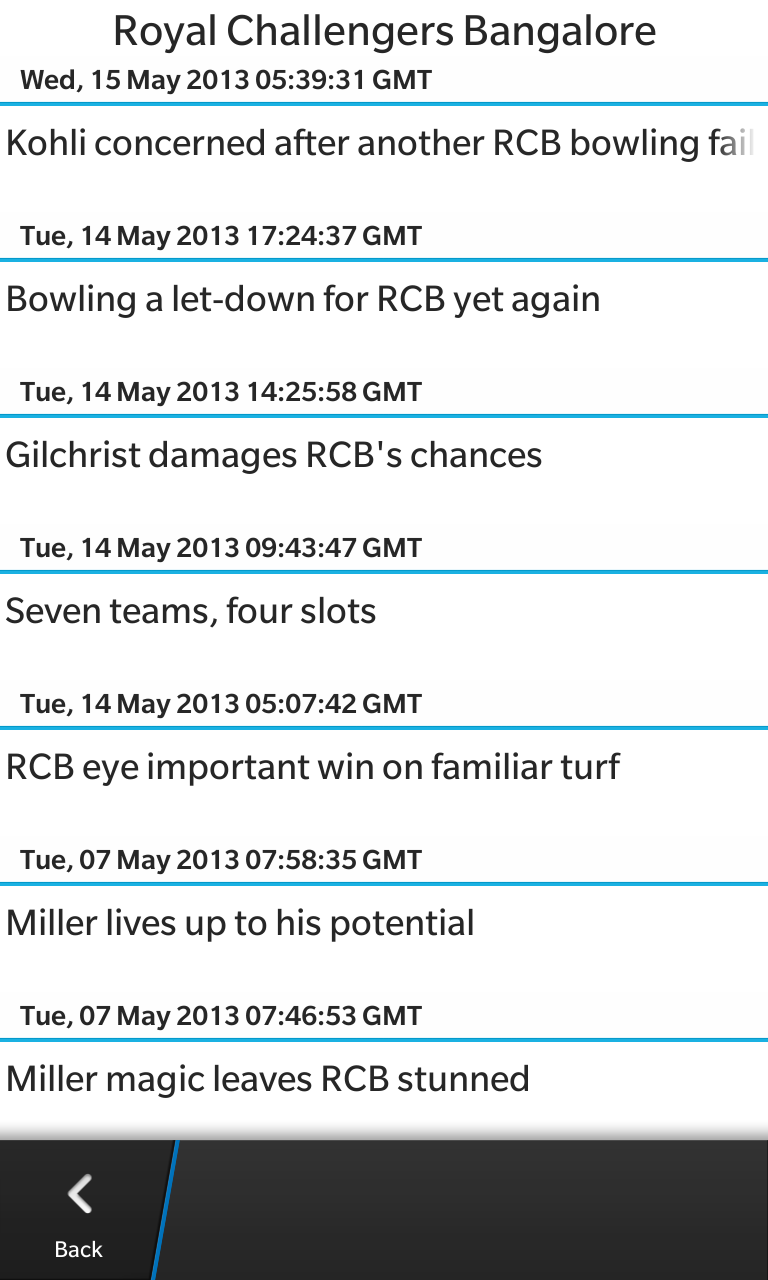 Royal Challengers Bangalore
Wed, 15 May 2013 05:39:31 GMT
Kohli concerned after another RCB bowling fail
Tue, 14 May 2013 17:24:37 GMT
Bowling a let-down for RCB yet again
Tue, 14 May 2013 14:25:58 GMT
Gilchrist damages RCB's chances
Tue, 14 May 2013 09:43:47 GMT
Seven teams, four slots
Tue, 14 May 2013 05:07:42 GMT
RCB eye important win on familiar turf
Tue, 07 May 2013 07:58:35 GMT
Miller lives up to his potential
Tue, 07 May 2013 07:46:53 GMT
Miller magic leaves RCB stunned
Back